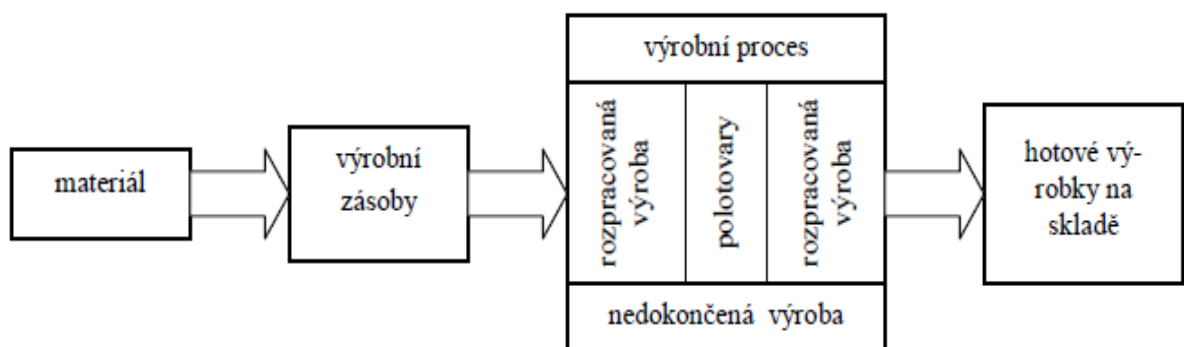 materiál
výrobní
zásoby
výrobní proces
rozpracovaná
výroba
polotovary
rozpracovaná
výroba
nedokončená výroba
hotové vý-
robky na
skladě